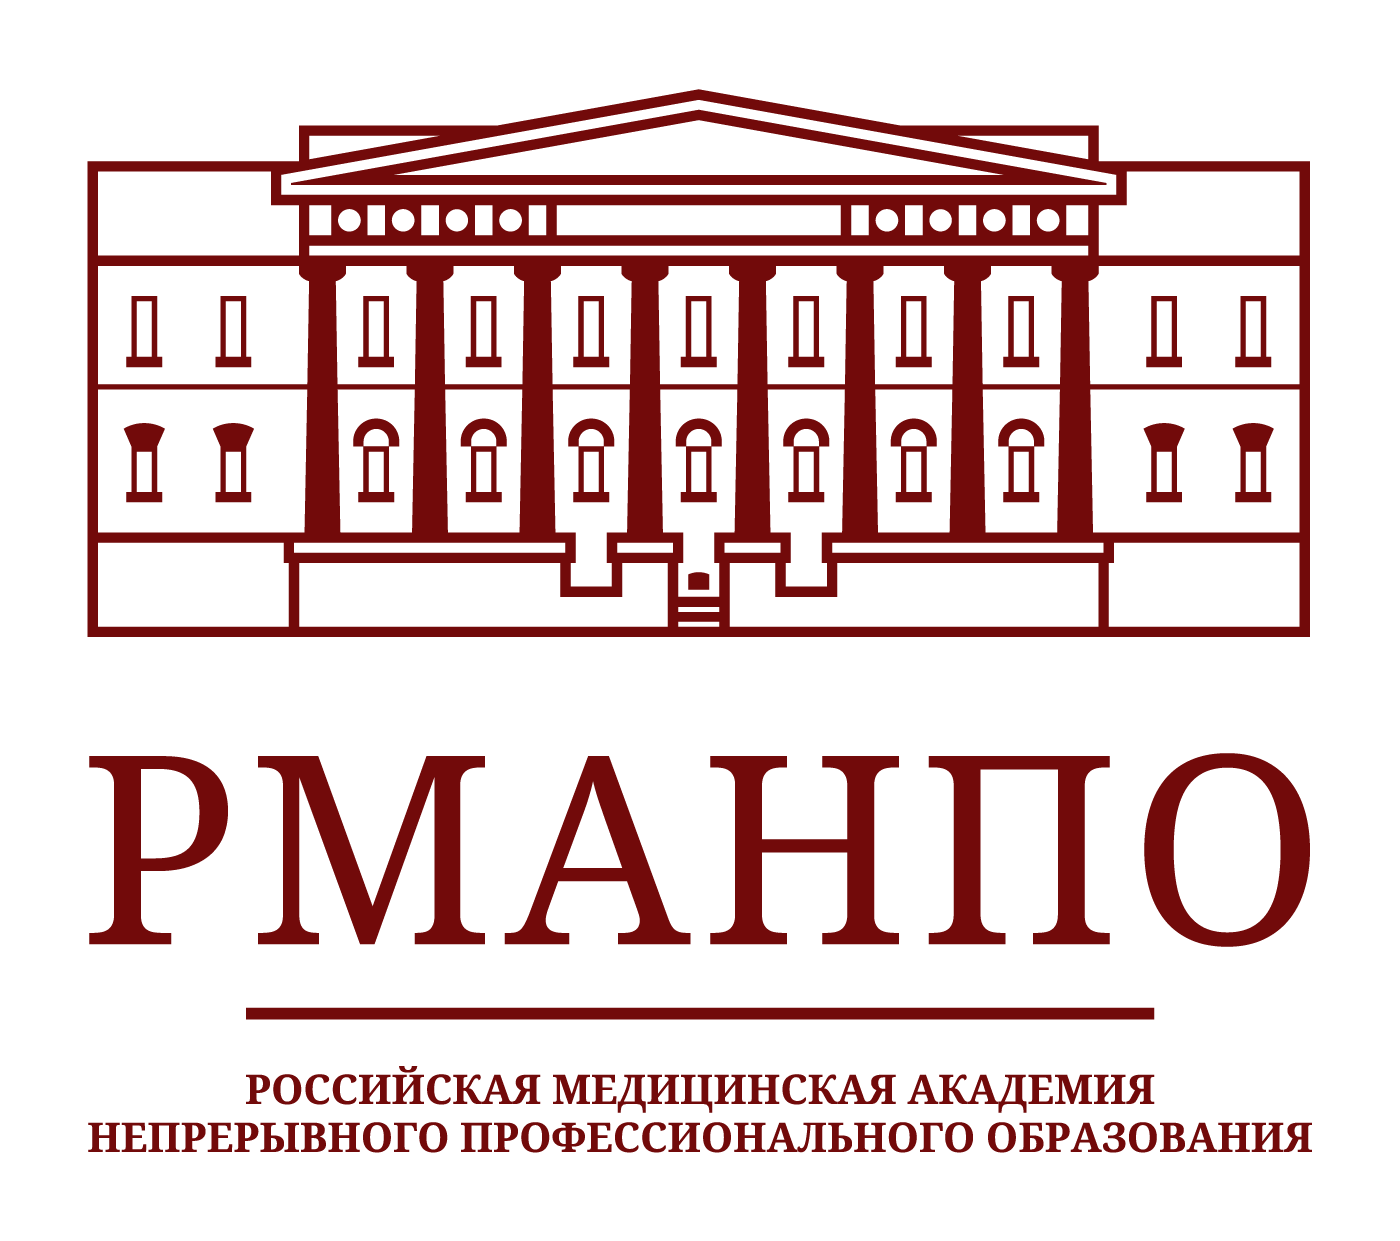 РМАНПО
РОССИЙСКАЯ МЕДИЦИНСКАЯ АКАДЕМИЯ
НЕПРЕРЫВНОГО ПРОФЕССИОНАЛЬНОГО ОБРАЗОВАНИЯ